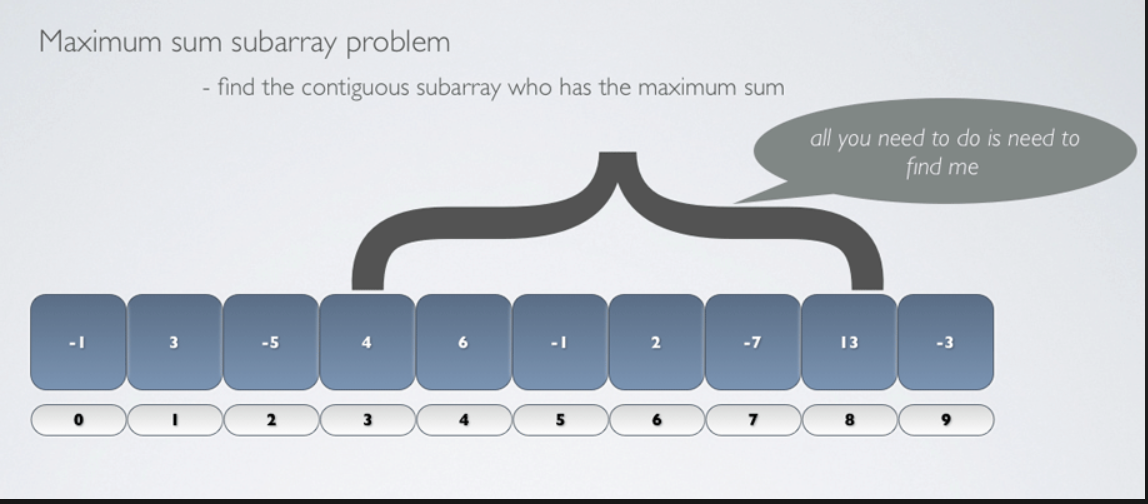 Maximum sum subarray problem
- find the contiguous subarray who has the maximum sum
all you need to do is need to
find me
-1 3 -5 4 6 -1 2 -7 13 -3
0 1 2 3 4 5 6 7 8 9